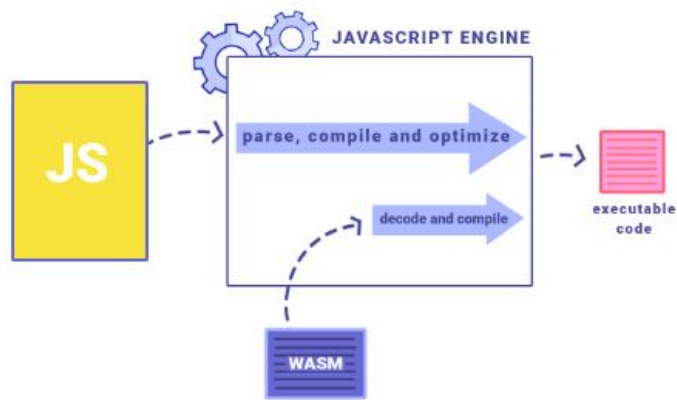 JAVASCRIPT ENGINE
JS
parse, compile and optimize
decode and compile
executable
code
WASM